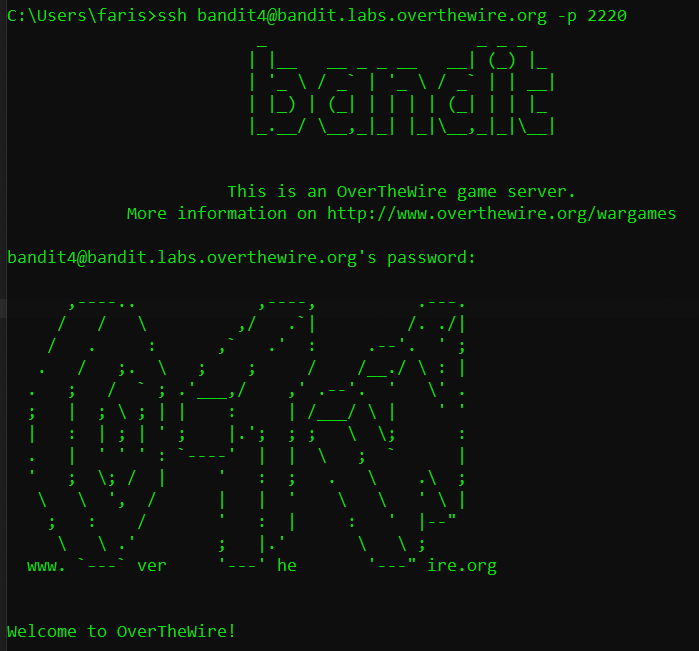 C:\Users\faris>ssh bandit4@bandit.labs.overthewire.org -p 2220
bandit
This is an OverTheWire game server.
More information on http://www.overthewire.org/wargames
bandit4@bandit.labs.overthewire.org's password:
www. ver he ire.org
Welcome to OverTheWire!